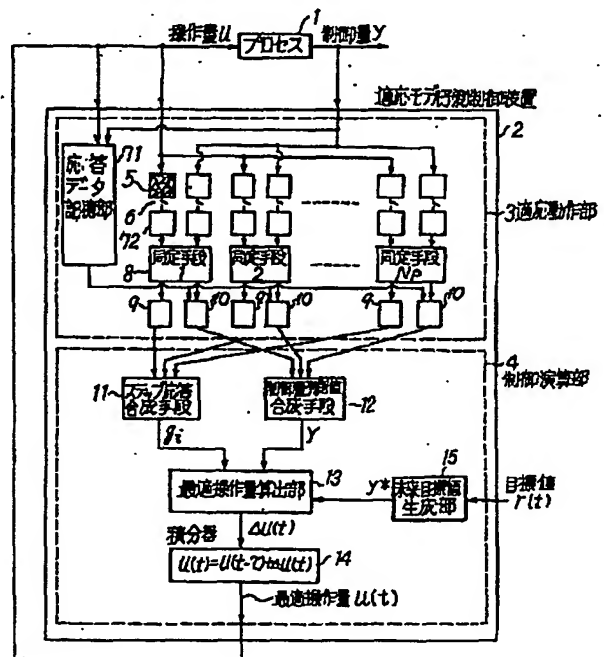 1
操作量u
プロセス
制御量y
適応モデル予測制御装置
2
71
応答
データ
記憶部
5
6
72
3適応動作部
8
同定手段
1
同定手段
2
同定手段
Np
9
10
9
10
9
10
4
制御演算部
11
ステップ応答
合成手段
制御量予測値
合成手段
12
gi
Y
15
最適操作量算出部
13
y*
未来目標値
生成部
目標値
r(t)
積分器
ΔU(t)
14
最適操作量u(t)